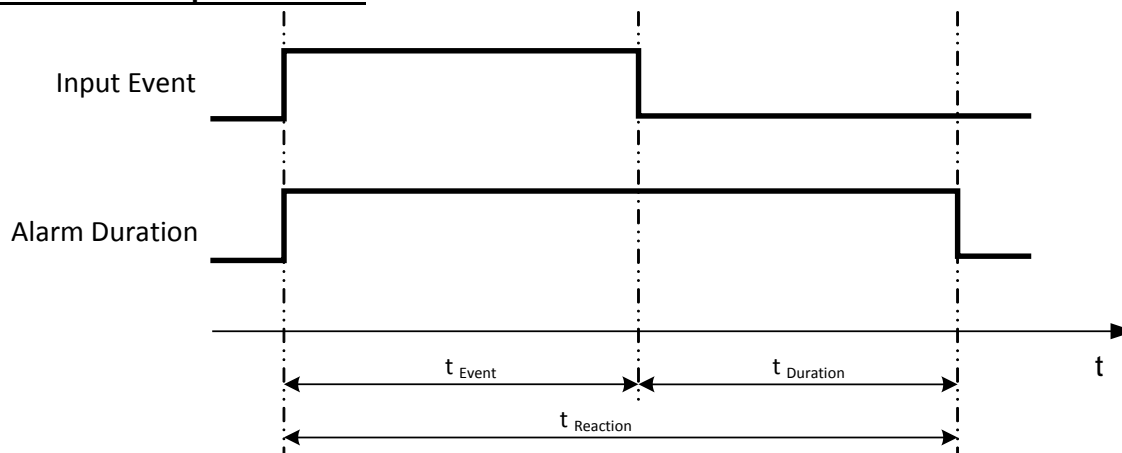 Input Event
Alarm Duration
t
t Event
t Duration
t Reaction